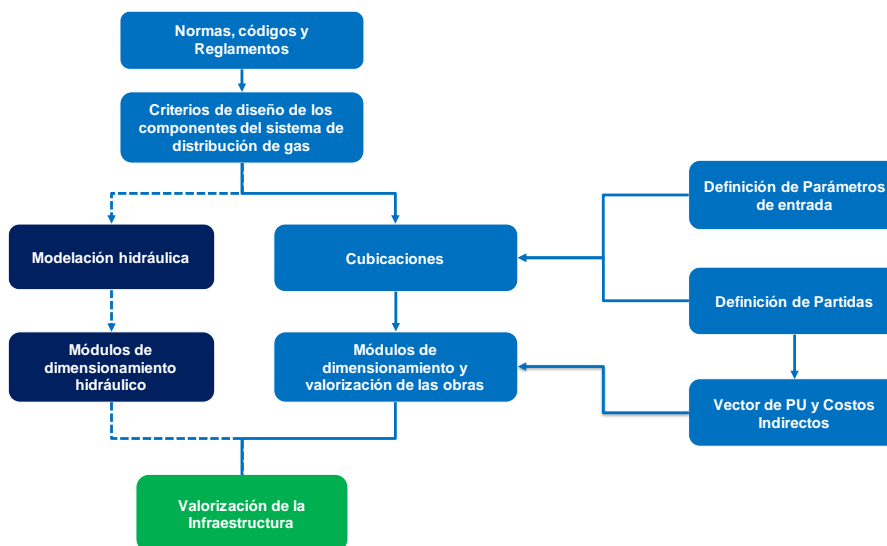 Normas, códigos y
Reglamentos
Criterios de diseño de los
componentes del sistema de
distribución de gas
Definición de Parámetros
de entrada
Modelación hidráulica
Cubicaciones
Definición de Partidas
Módulos de
dimensionamiento
hidráulico
Módulos de
dimensionamiento y
valorización de las obras
Vector de PU y Costos
Indirectos
Valorización de la
Infraestructura